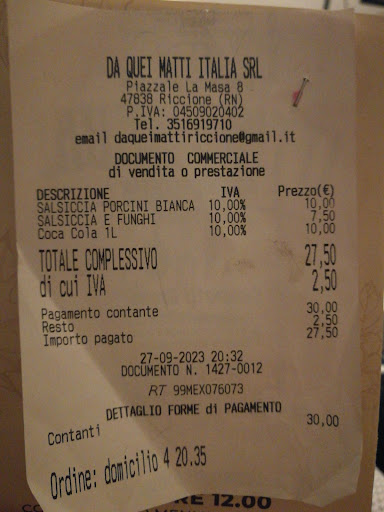 DA QUEI MATTI ITALIA SRL
Piazzale La Masa 8
47838 Riccione (RN)
P.IVA: 04509020402
Tel. 3516919710
email daqueimattiriccione@gmail.it
DOCUMENTO COMMERCIALE
di vendita o prestazione
DESCRIZIONE IVA Prezzo(€)
SALSICCIA PORCINI BIANCA 10,00% 10,00
SALSICCIA E FUNGHI 10,00% 7,50
Coca Cola 1L 10,00% 10,00
TOTALE COMPLESSIVO 27,50
di cui IVA 2,50
Pagamento contante 30,00
Resto 2,50
Importo pagato 27,50
27-09-2023 20:32
DOCUMENTO N. 1427-0012
RT 99MEX076073
DETTAGLIO FORME di PAGAMENTO
Contanti 30,00
Ordine: domicilio 4 20.35
RE 12.00